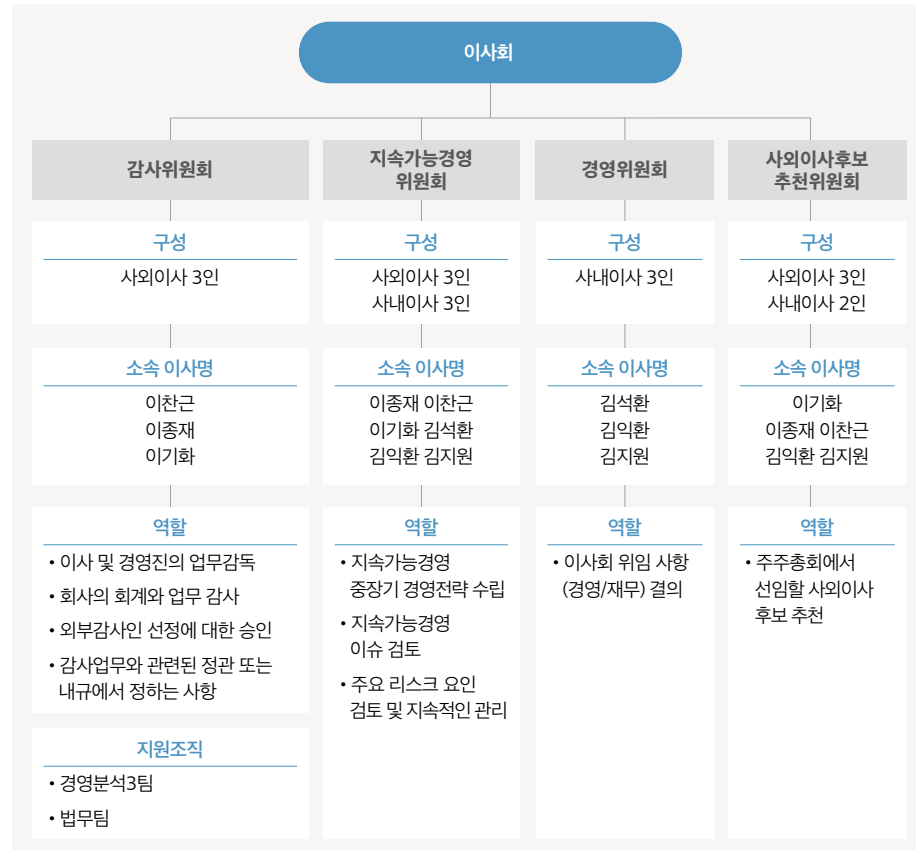 이사회
감사위원회
구성
사외이사 3인
소속 이사명
이찬근
이종재
이기화
역할
• 이사 및 경영진의 업무감독
• 회사의 회계와 업무 감사
• 외부감사인 선정에 대한 승인
• 감사업무와 관련된 정관 또는
내규에서 정하는 사항
지원조직
• 경영분석3팀
• 법무팀
지속가능경영
위원회
구성
사외이사 3인
사내이사 3인
소속 이사명
이종재 이찬근
이기화 김석환
김익환 김지원
역할
• 지속가능경영
중장기 경영전략 수립
• 지속가능경영
이슈 검토
• 주요 리스크 요인
검토 및 지속적인 관리
경영위원회
구성
사내이사 3인
소속 이사명
김석환
김익환
김지원
역할
• 이사회 위임 사항
(경영/재무) 결의
사외이사후보
추천위원회
구성
사외이사 3인
사내이사 2인
소속 이사명
이기화
이종재 이찬근
김익환 김지원
역할
• 주주총회에서
선임할 사외이사
후보 추천